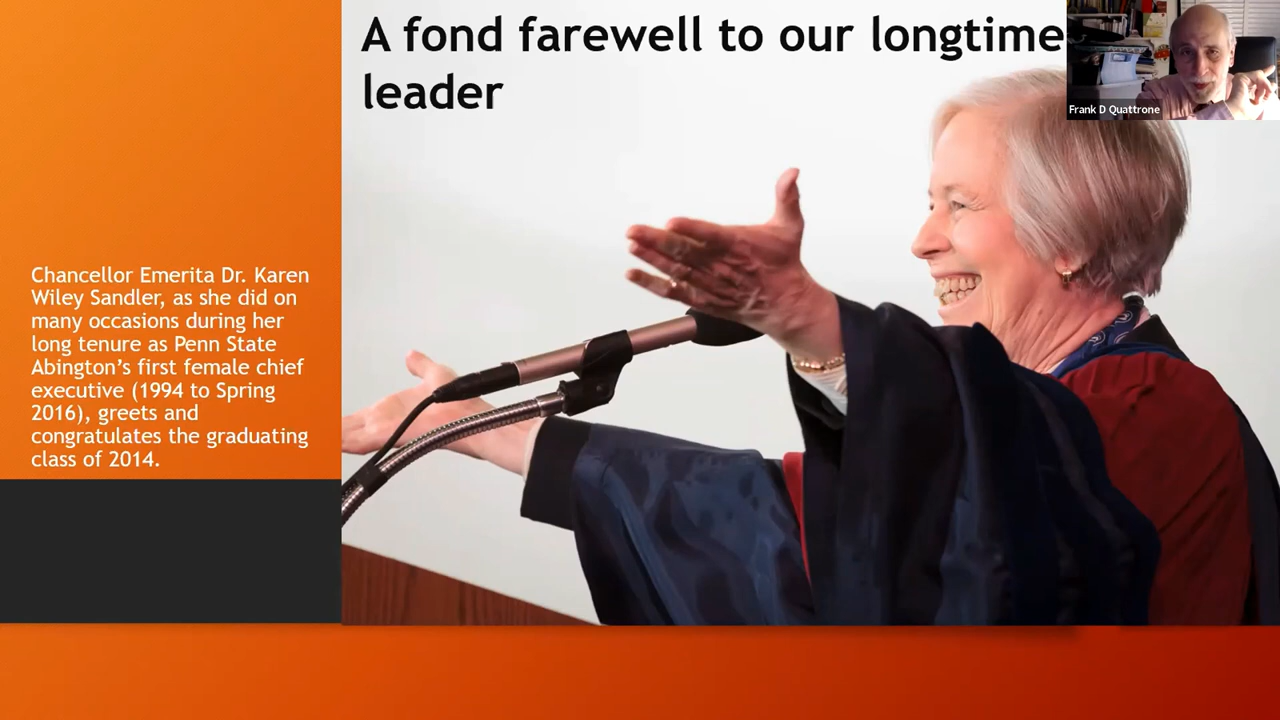 A fond farewell to our longtime
leader
Frank D Quattrone
Chancellor Emerita Dr. Karen
Wiley Sandler, as she did on
many occasions during her
long tenure as Penn State
Abington’s first female chief
executive (1994 to Spring
2016), greets and
congratulates the graduating
class of 2014.